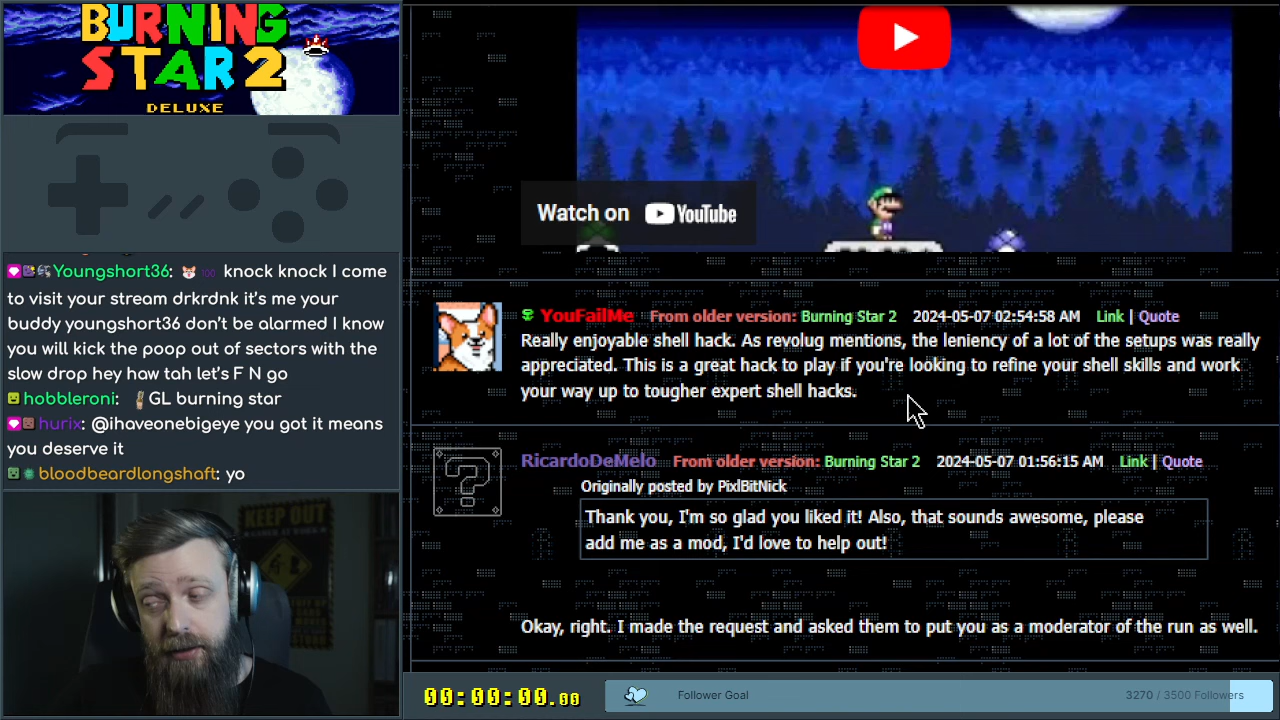 BURNING
STAR 2
DELUXE
Youngshort36: knock knock I come
to visit your stream drkrdnk it's me your
buddy youngshort36 don't be alarmed I know
you will kick the poop out of sectors with the
slow drop hey haw tah let's F N go
hobbleroni: GL burning star
hurix: @ihaveonebigeye you got it means
you deserve it
bloodbeardlongshaft: yo
Watch on YouTube
YouFailMe From older version: Burning Star 2 2024-05-07 02:54:58 AM Link | Quote
Really enjoyable shell hack. As revolug mentions, the leniency of a lot of the setups was really
appreciated. This is a great hack to play if you're looking to refine your shell skills and work
your way up to tougher expert shell hacks.
RicardoDeMelo From older version: Burning Star 2 2024-05-07 01:56:15 AM Link | Quote
Originally posted by PixlBitNick
Thank you, I'm so glad you liked it! Also, that sounds awesome, please
add me as a mod, I'd love to help out!
Okay, right. I made the request and asked them to put you as a moderator of the run as well.
00:00:00.00
Follower Goal
3270 / 3500 Followers